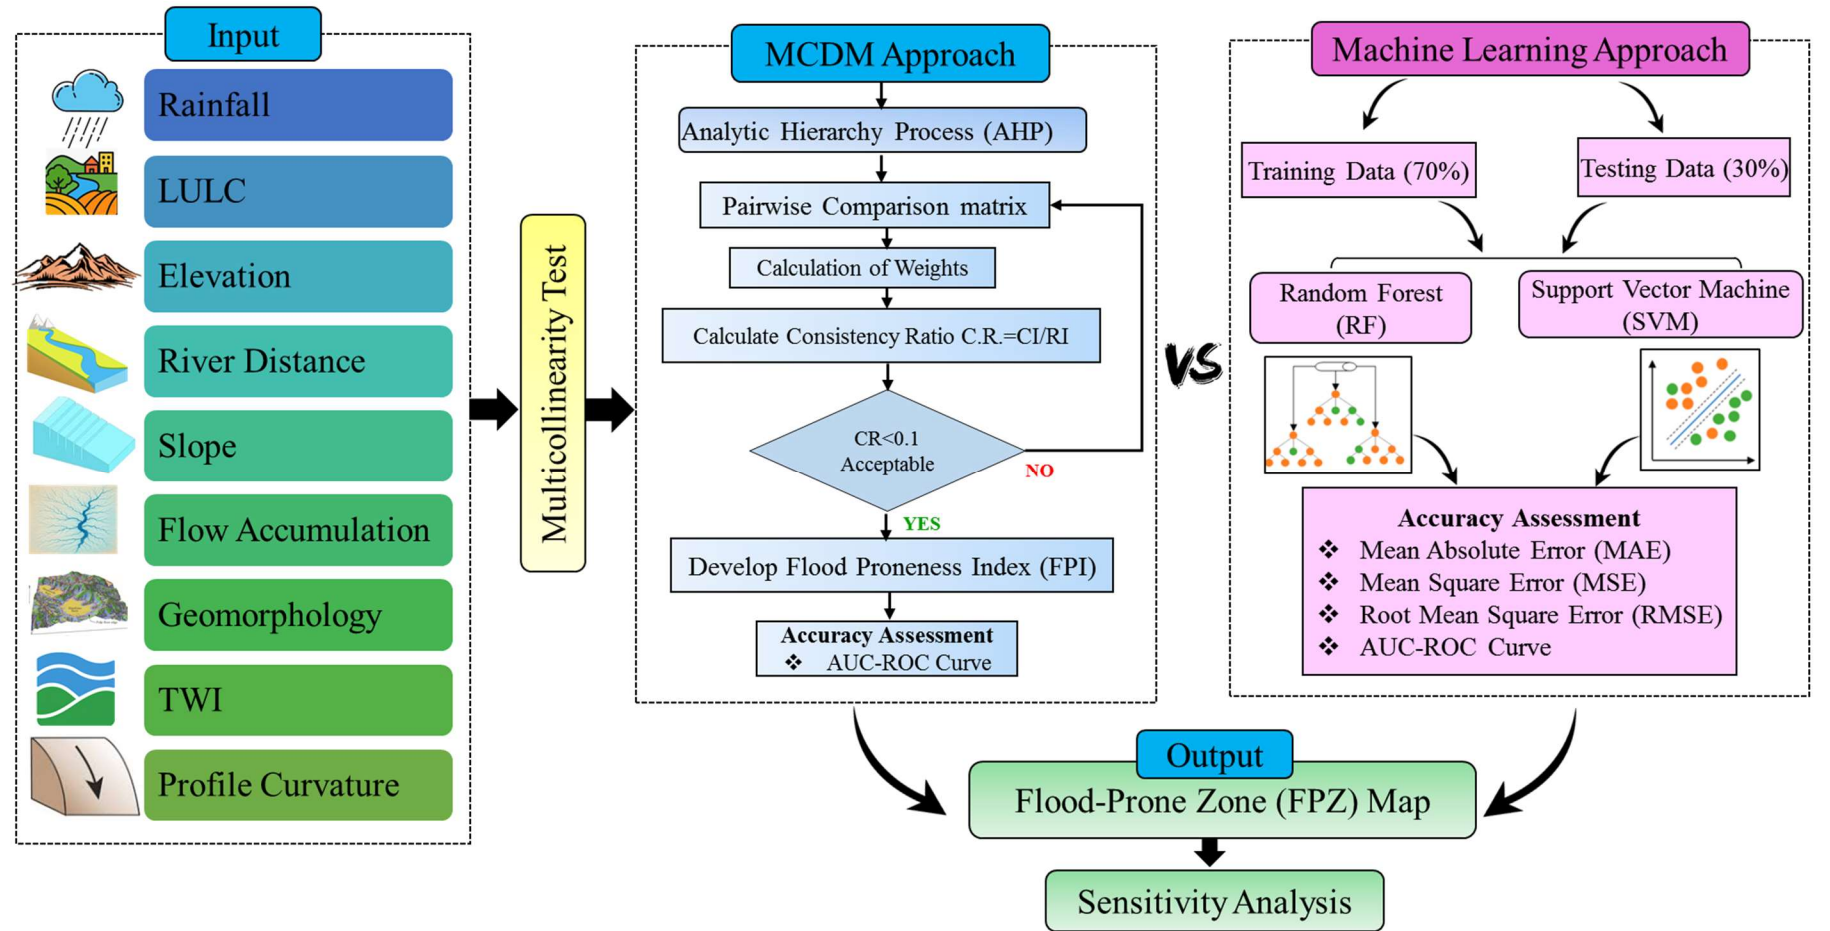 Input
Rainfall
LULC
Elevation
River Distance
Slope
Flow Accumulation
Geomorphology
TWI
Profile Curvature
Multicollinearity Test
MCDM Approach
Analytic Hierarchy Process (AHP)
Pairwise Comparison matrix
Calculation of Weights
Calculate Consistency Ratio C.R.=CI/RI
CR<0.1
Acceptable
NO
YES
Develop Flood Proneness Index (FPI)
Accuracy Assessment
❖ AUC-ROC Curve
VS
Machine Learning Approach
Training Data (70%)
Testing Data (30%)
Random Forest
(RF)
Support Vector Machine
(SVM)
Accuracy Assessment
❖ Mean Absolute Error (MAE)
❖ Mean Square Error (MSE)
❖ Root Mean Square Error (RMSE)
❖ AUC-ROC Curve
Output
Flood-Prone Zone (FPZ) Map
Sensitivity Analysis